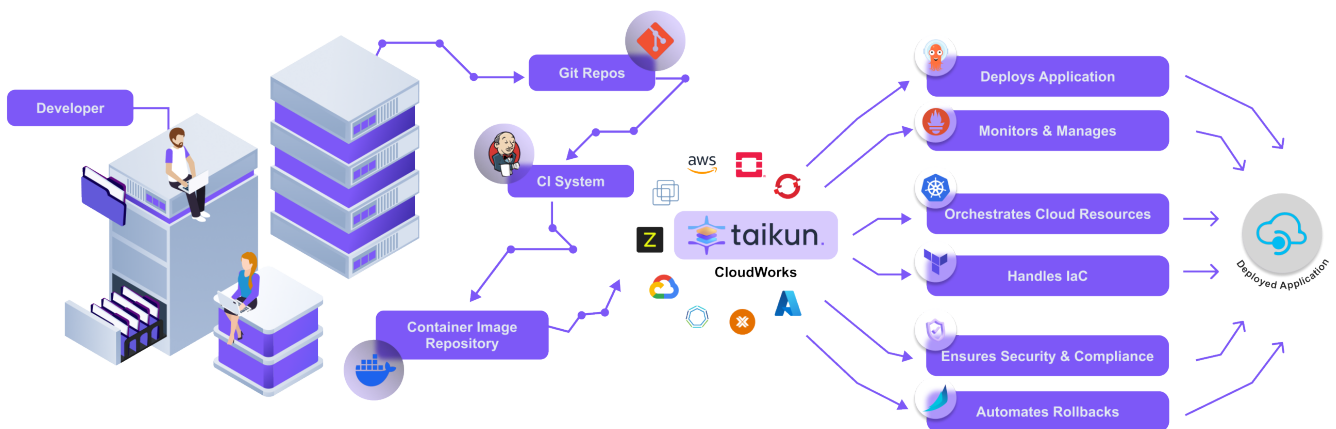 Developer
Git Repos
CI System
Container Image
Repository
aws
Z
taikun.
CloudWorks
Deploys Application
Monitors & Manages
Orchestrates Cloud Resources
Handles IaC
Ensures Security & Compliance
Automates Rollbacks
Deployed Application